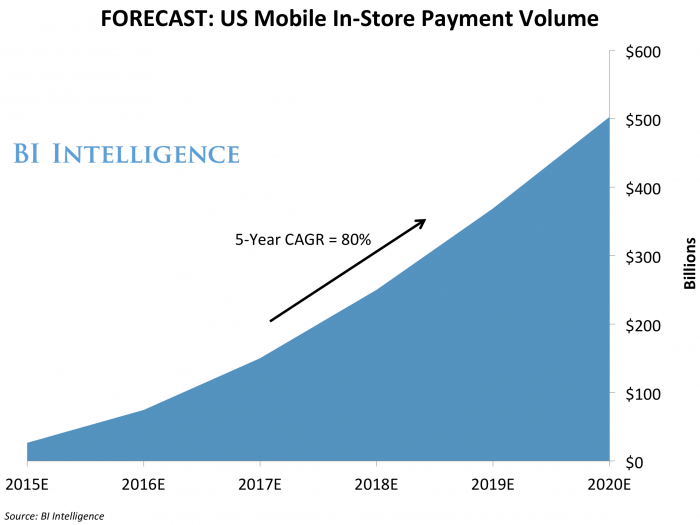 FORECAST: US Mobile In-Store Payment Volume
BI INTELLIGENCE
5-Year CAGR = 80%
$600
$500
$400
$300
$200
$100
$0
Billions
2015E 2016E 2017E 2018E 2019E 2020E
Source: BI Intelligence